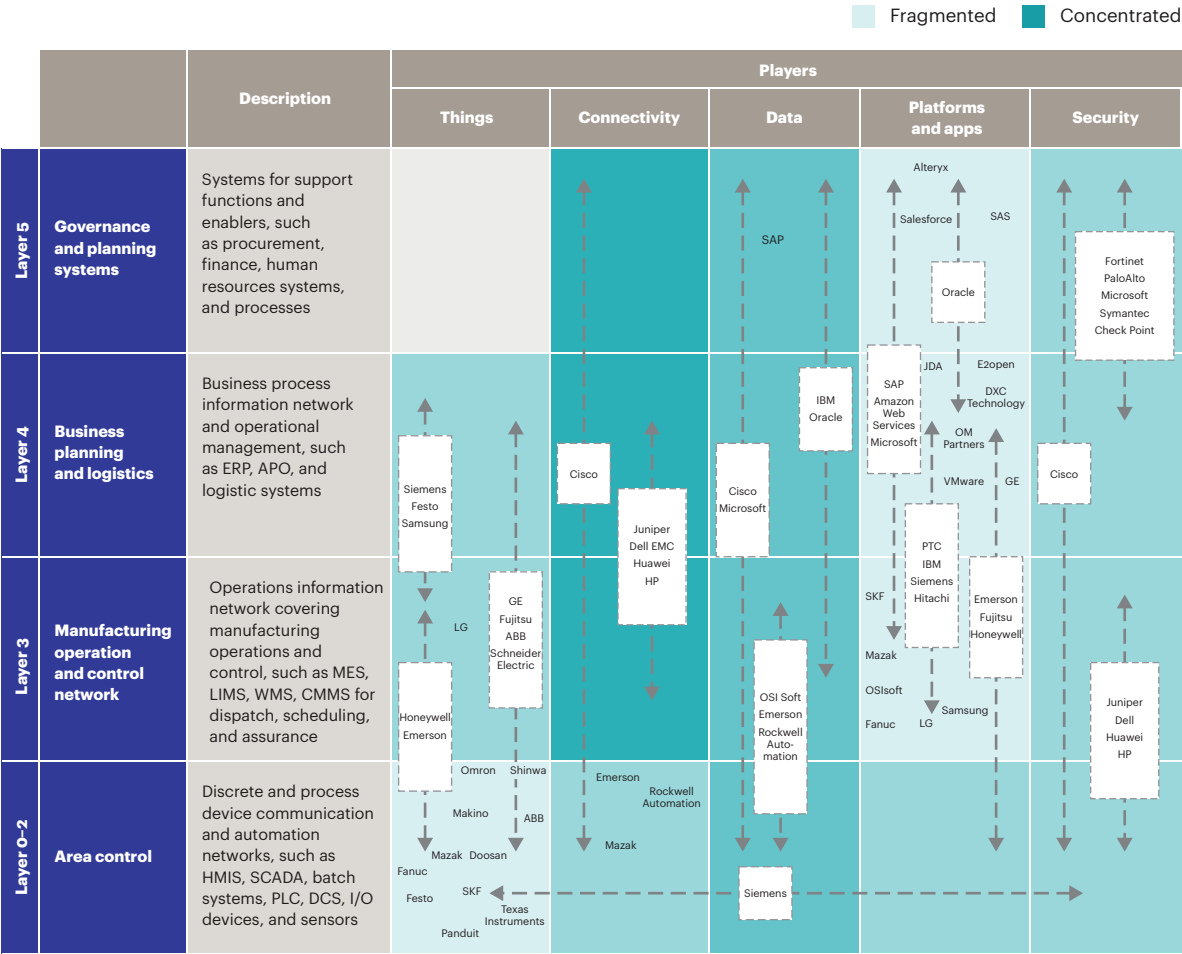 Fragmented
Concentrated
Players
Description
Things
Connectivity
Data
Platforms
and apps
Security
Layer 5
Governance
and planning
systems
Systems for support
functions and
enablers, such
as procurement,
finance, human
resources systems,
and processes
SAP
Alteryx
Salesforce
SAS
Oracle
Fortinet
PaloAlto
Microsoft
Symantec
Check Point
Layer 4
Business
planning
and logistics
Business process
information network
and operational
management, such
as ERP, APO, and
logistic systems
Siemens
Festo
Samsung
Cisco
Juniper
Dell EMC
Huawei
HP
Cisco
Microsoft
IBM
Oracle
SAP
Amazon
Web
Services
Microsoft
JDA
E2open
DXC
Technology
OM
Partners
VMware
GE
PTC
IBM
Siemens
Hitachi
Cisco
Layer 3
Manufacturing
operation
and control
network
Operations information
network covering
manufacturing
operations and
control, such as MES,
LIMS, WMS, CMMS for
dispatch, scheduling,
and assurance
LG
GE
Fujitsu
ABB
Schneider
Electric
Honeywell
Emerson
OSI Soft
Emerson
Rockwell
Auto-
mation
SKF
Mazak
OSIsoft
Fanuc
LG
Samsung
Emerson
Fujitsu
Honeywell
Juniper
Dell
Huawei
HP
Layer 0–2
Area control
Discrete and process
device communication
and automation
networks, such as
HMIS, SCADA, batch
systems, PLC, DCS, I/O
devices, and sensors
Omron
Shinwa
Makino
ABB
Mazak
Doosan
Fanuc
Festo
SKF
Texas
Instruments
Panduit
Emerson
Rockwell
Automation
Mazak
Siemens